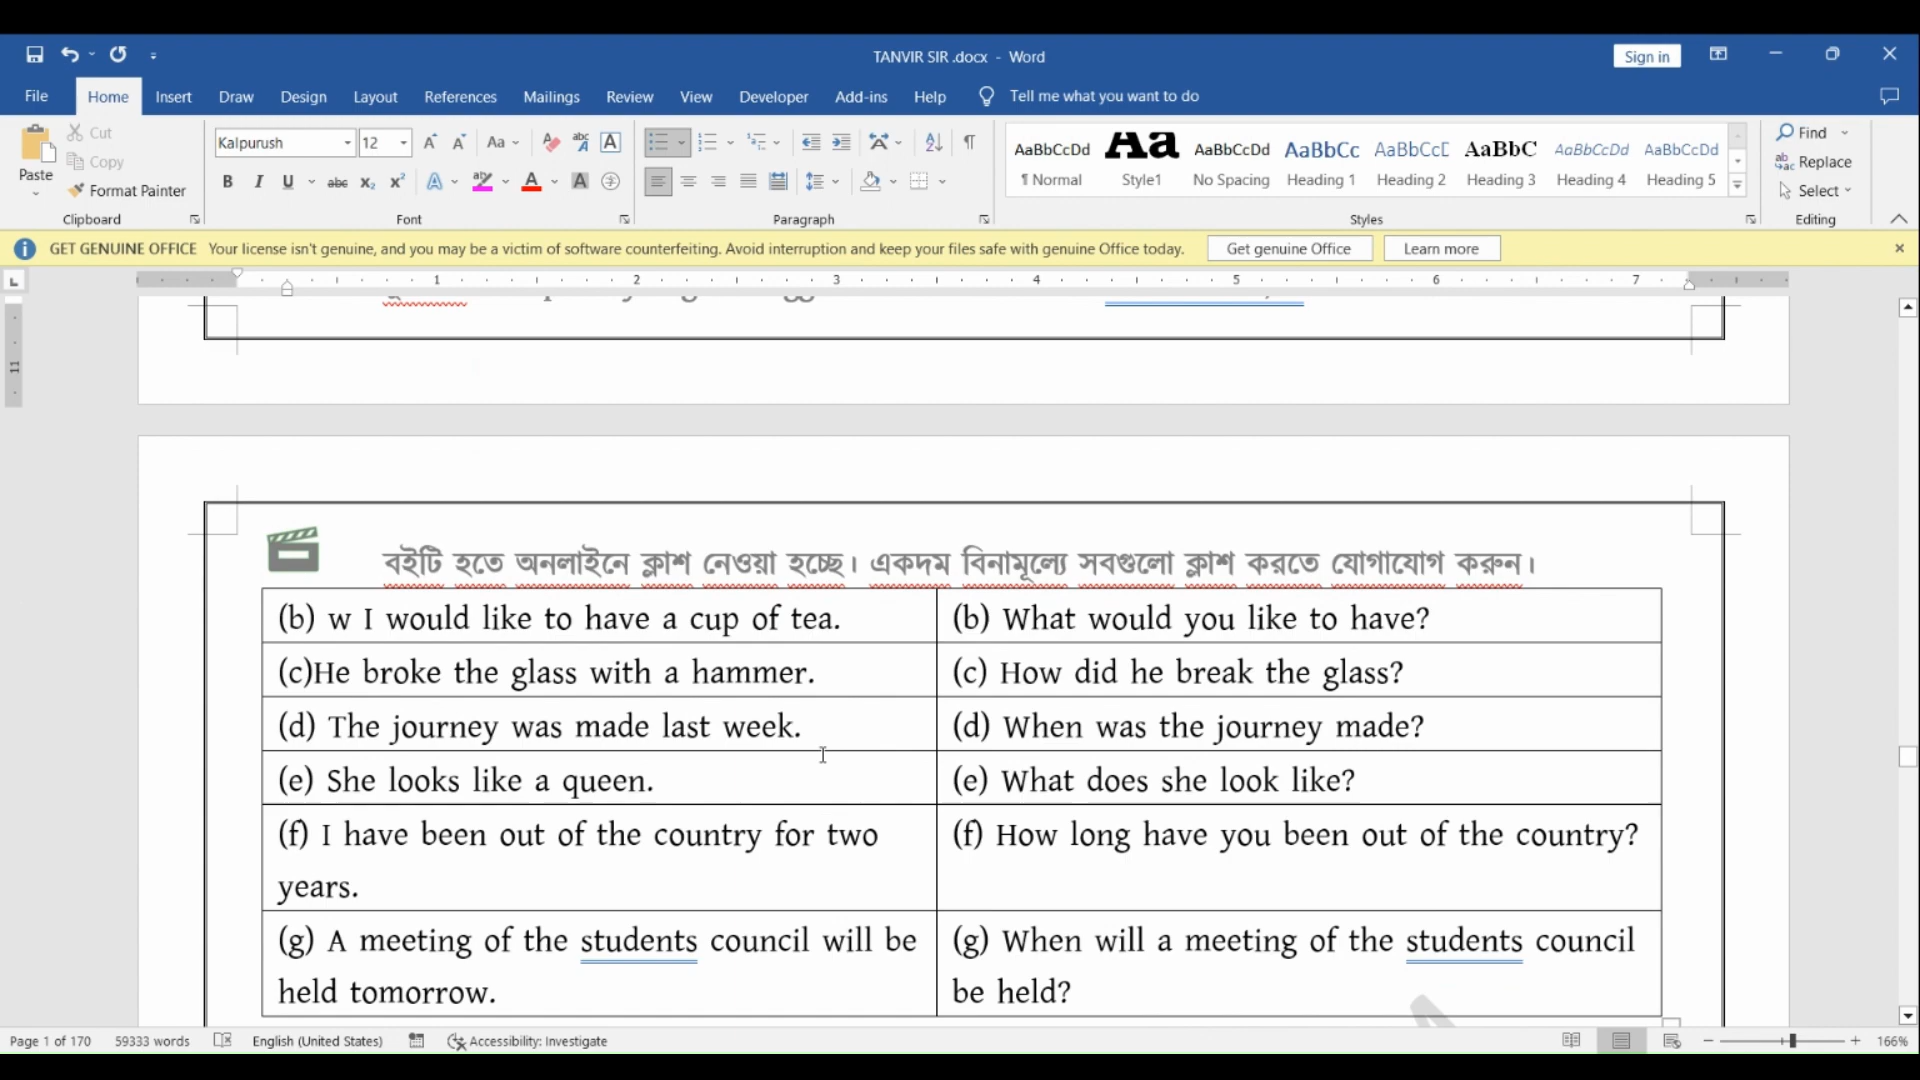 TANVIR SIR .docx - Word
Sign in
File Home Insert Draw Design Layout References Mailings Review View Developer Add-ins Help Tell me what you want to do
Paste
Cut
Copy
Format Painter
Clipboard
Kalpurush 12
Font
Paragraph
AaBbCcDd ¶ Normal
Aa Style1
AaBbCcDd No Spacing
AaBbCc Heading 1
AaBbCcD Heading 2
AaBbC Heading 3
AaBbCcDd Heading 4
AaBbCcDd Heading 5
Styles
Find
Replace
Select
Editing
GET GENUINE OFFICE Your license isn't genuine, and you may be a victim of software counterfeiting. Avoid interruption and keep your files safe with genuine Office today. Get genuine Office Learn more
1 2 3 4 5 6 7
11
বইটি হতে অনলাইনে ক্লাশ নেওয়া হচ্ছে। একদম বিনামূল্যে সবগুলো ক্লাশ করতে যোগাযোগ করুন।
(b) w I would like to have a cup of tea.
(b) What would you like to have?
(c)He broke the glass with a hammer.
(c) How did he break the glass?
(d) The journey was made last week.
(d) When was the journey made?
(e) She looks like a queen.
(e) What does she look like?
(f) I have been out of the country for two
years.
(f) How long have you been out of the country?
(g) A meeting of the students council will be
held tomorrow.
(g) When will a meeting of the students council
be held?
Page 1 of 170 59333 words English (United States) Accessibility: Investigate 166%